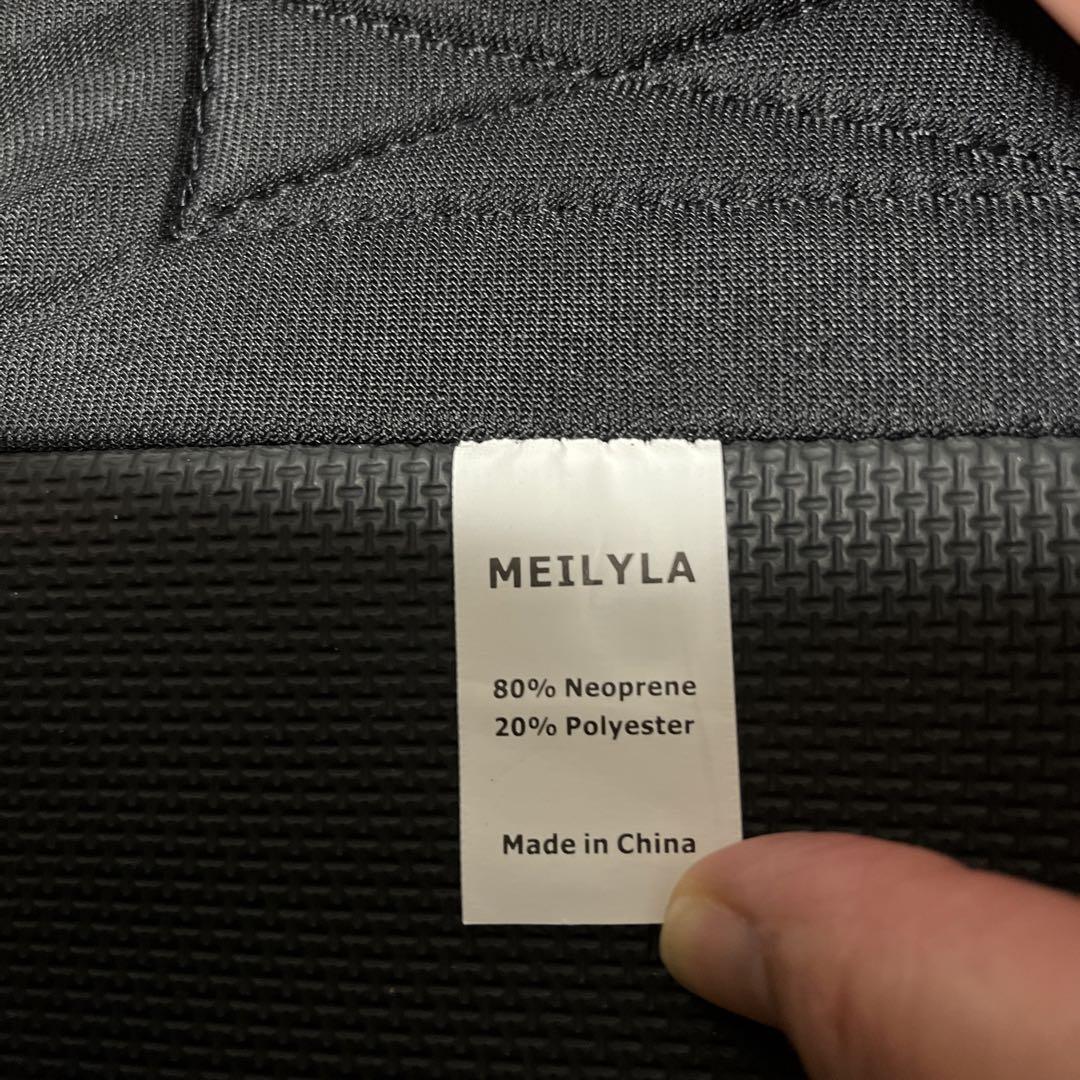 MEILYLA
80% Neoprene
20% Polyester
Made in China